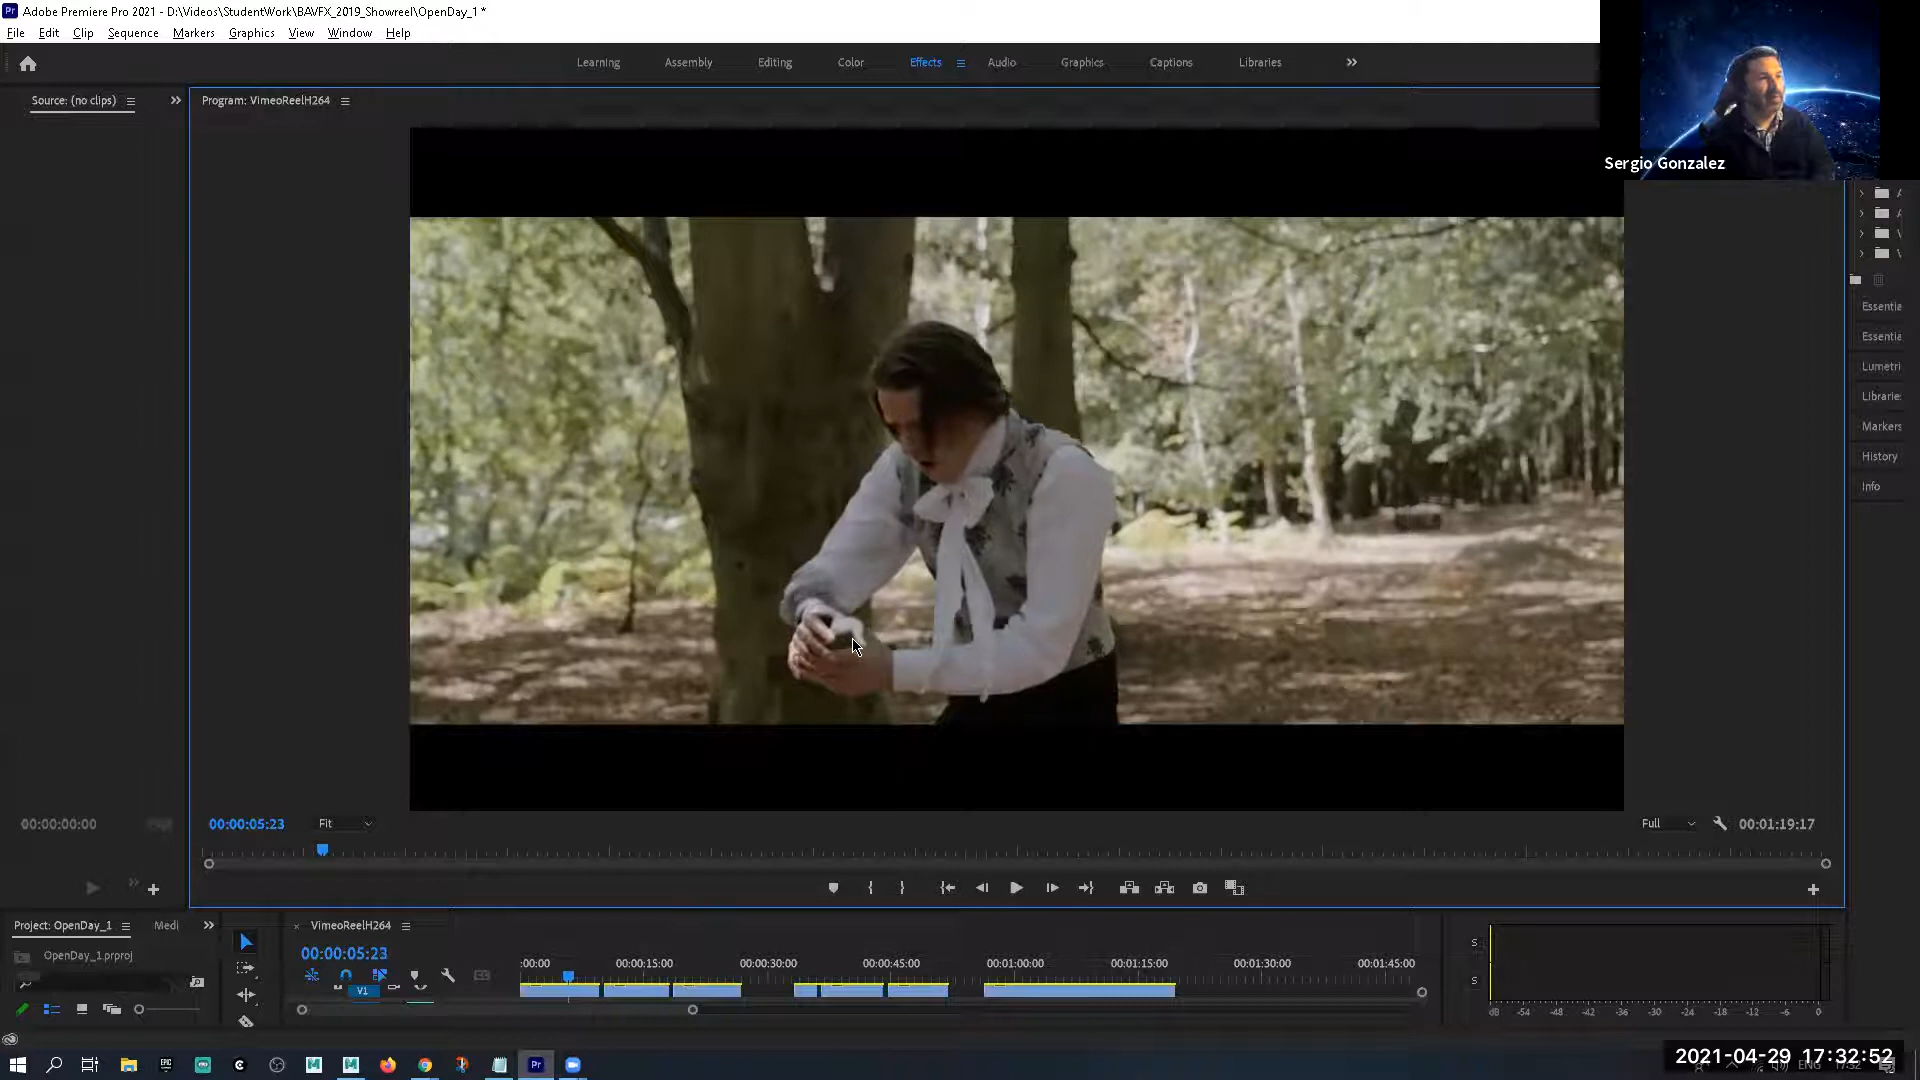 Adobe Premiere Pro 2021 - D:\Videos\StudentWork\BAVFX_2019_Showreel\OpenDay_1 *
File Edit Clip Sequence Markers Graphics View Window Help
Learning Assembly Editing Color Effects Audio Graphics Captions Libraries
Source: (no clips)
Program: VimeoReelH264
Sergio Gonzalez
Essentia
Essentia
Lumetri
Librarie
Markers
History
Info
00:00:00:00
00:00:05:23 Fit
Full 00:01:19:17
Project: OpenDay_1 Medi
OpenDay_1.prproj
× VimeoReelH264
00:00:05:23
:00:00 00:00:15:00 00:00:30:00 00:00:45:00 00:01:00:00 00:01:15:00 00:01:30:00 00:01:45:00
V1
S
S
dB -54 -48 -42 -36 -30 -24 -18 -12 -6 0
2021-04-29 17:32:52
ENG